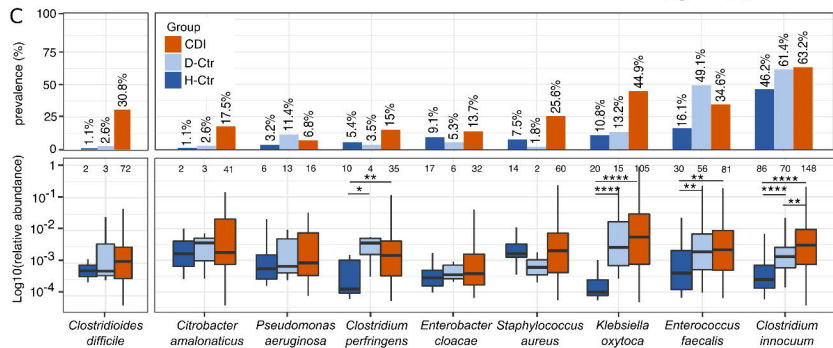 C
prevalence (%)
100
75
50
25
0
Group
CDI
D-Ctr
H-Ctr
1.1% 2.6% 30.8%
1.1% 2.6% 17.5%
3.2% 11.4% 6.8%
5.4% 3.5% 15%
9.1% 5.3% 13.7%
7.5% 1.8% 25.6%
10.8% 13.2% 44.9%
16.1% 49.1% 34.6%
46.2% 61.4% 63.2%
Log10(relative abundance)
1
10-1
10-2
10-3
10-4
2 3 72
2 3 41
6 13 16
10 4 35
17 6 32
14 2 60
20 15 105
30 56 81
86 70 148
**
*
****
****
**
**
****
****
**
Clostridioides
difficile
Citrobacter
amalonaticus
Pseudomonas
aeruginosa
Clostridium
perfringens
Enterobacter
cloacae
Staphylococcus
aureus
Klebsiella
oxytoca
Enterococcus
faecalis
Clostridium
innocuum